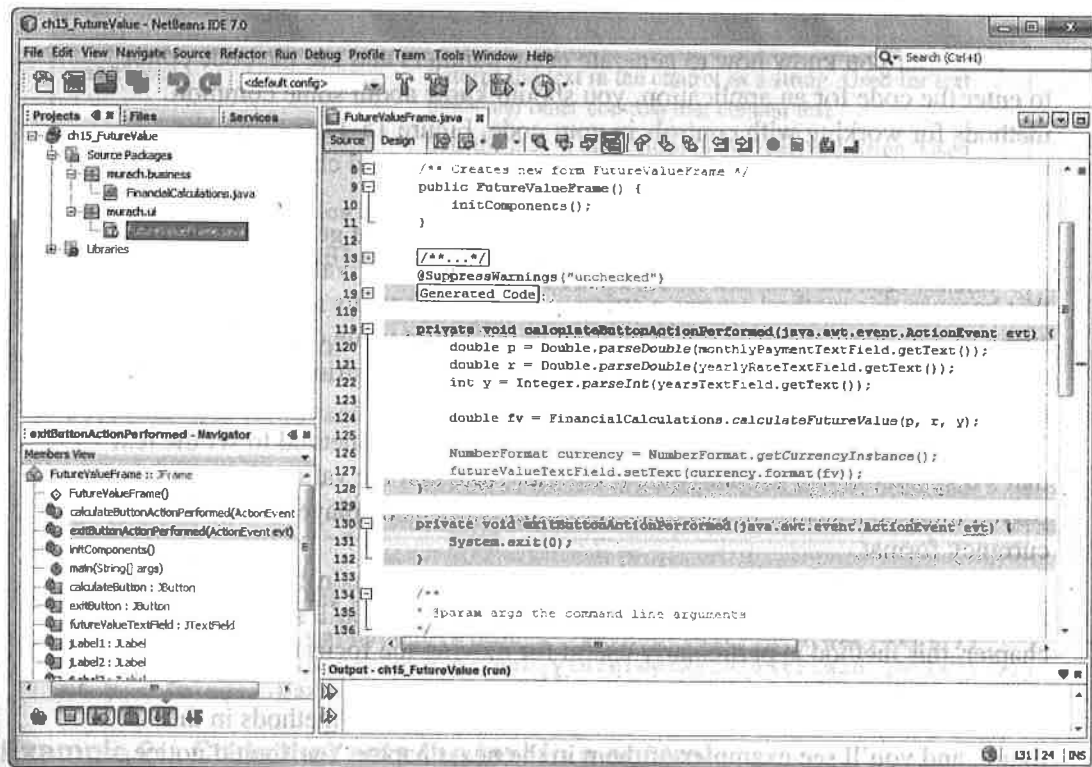 ch15_FutureValue - NetBeans IDE 7.0
File Edit View Navigate Source Refactor Run Debug Profile Team Tools Window Help
Search (Ctrl+I)
<default config>
Projects Files Services
ch15_FutureValue
Source Packages
murach.business
FinancialCalculations.java
murach.ui
FutureValueFrame.java
Libraries
exitButtonActionPerformed - Navigator
Members View
FutureValueFrame :: JFrame
FutureValueFrame()
calculateButtonActionPerformed(ActionEvent
exitButtonActionPerformed(ActionEvent evt)
initComponents()
main(String[] args)
calculateButton : JButton
exitButton : JButton
futureValueTextField : JTextField
jLabel1 : JLabel
jLabel2 : JLabel
FutureValueFrame.java
Source Design
8 /** Creates new form FutureValueFrame */
9 public FutureValueFrame() {
10 initComponents();
11 }
12
13 /**...*/
18 @SuppressWarnings("unchecked")
19 Generated Code
118
119 private void calculateButtonActionPerformed(java.awt.event.ActionEvent evt) {
120 double p = Double.parseDouble(monthlyPaymentTextField.getText());
121 double r = Double.parseDouble(yearlyRateTextField.getText());
122 int y = Integer.parseInt(yearsTextField.getText());
123
124 double fv = FinancialCalculations.calculateFutureValue(p, r, y);
125
126 NumberFormat currency = NumberFormat.getCurrencyInstance();
127 futureValueTextField.setText(currency.format(fv));
128 }
129
130 private void exitButtonActionPerformed(java.awt.event.ActionEvent evt) {
131 System.exit(0);
132 }
133
134 /**
135 * @param args the command line arguments
136 */
Output - ch15_FutureValue (run)
131 | 24 INS